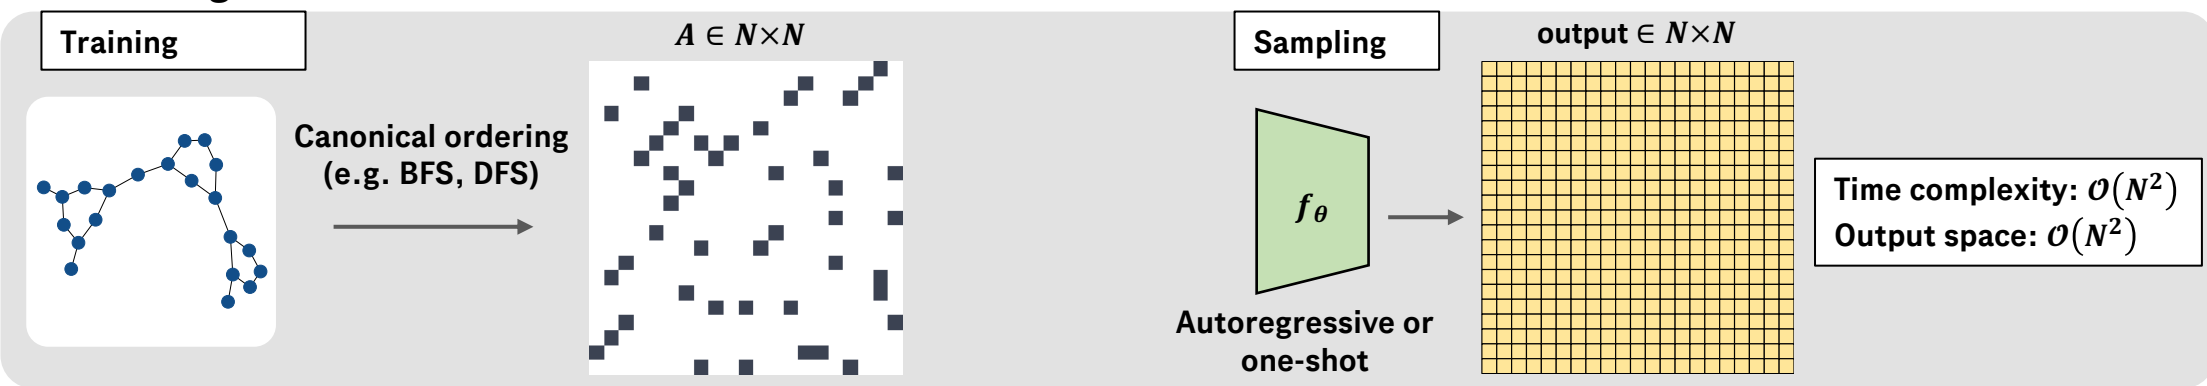 Training
A ∈ N×N
Canonical ordering
(e.g. BFS, DFS)
Sampling
output ∈ N×N
f_θ
Autoregressive or
one-shot
Time complexity: 𝒪(N²)
Output space: 𝒪(N²)